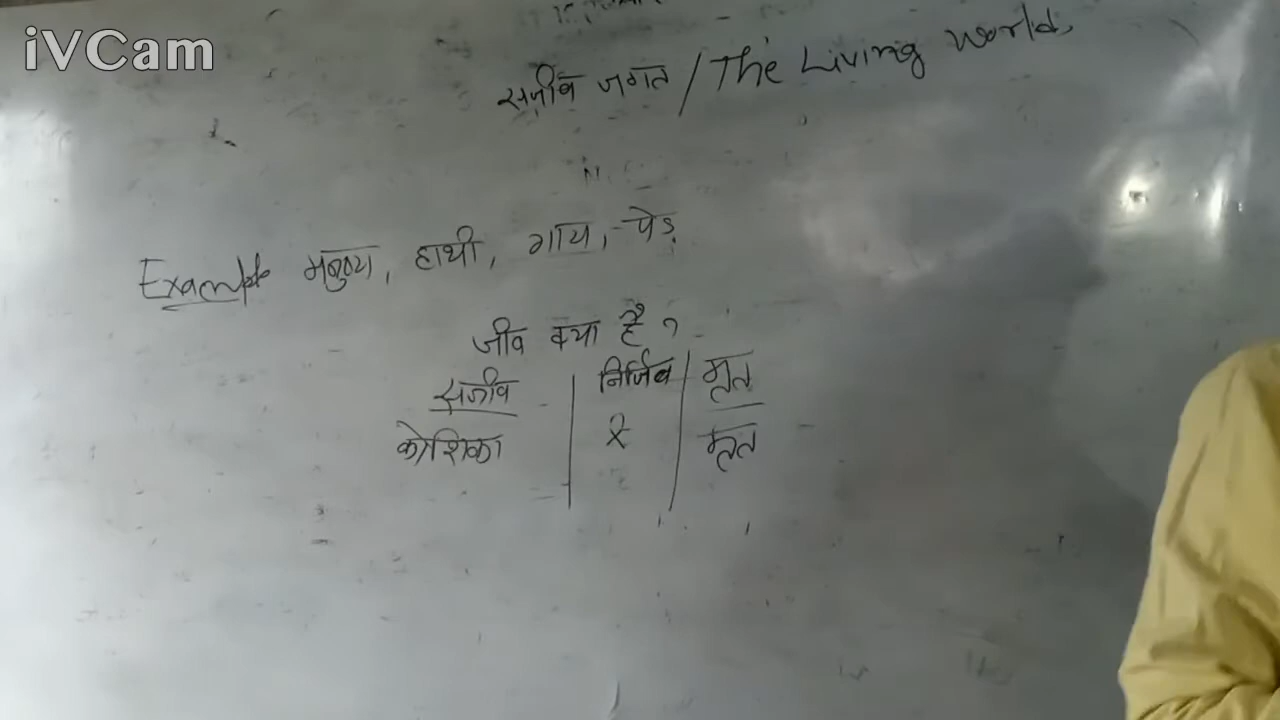 iVCam
सजीव जगत / The Living World,
Example मनुष्य, हाथी, गाय, पेड़
जीव क्या है ?
सजीव | निर्जिव | मृत
कोशिका | × | मृत